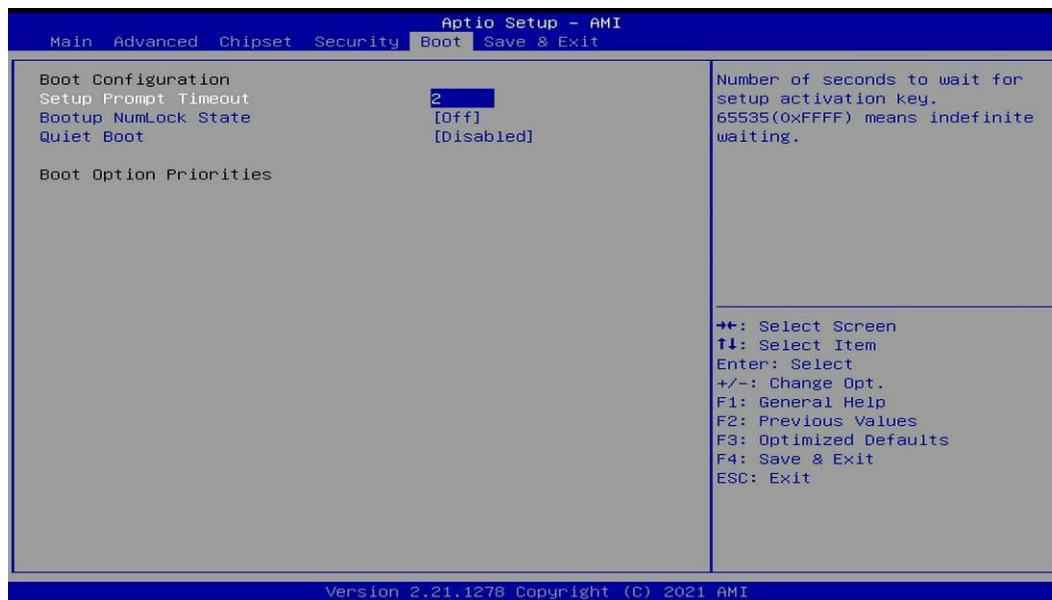 Aptio Setup – AMI
Main Advanced Chipset Security Boot Save & Exit
Boot Configuration
Setup Prompt Timeout 2
Bootup NumLock State [Off]
Quiet Boot [Disabled]
Boot Option Priorities
Number of seconds to wait for
setup activation key.
65535(0xFFFF) means indefinite
waiting.
→←: Select Screen
↑↓: Select Item
Enter: Select
+/-: Change Opt.
F1: General Help
F2: Previous Values
F3: Optimized Defaults
F4: Save & Exit
ESC: Exit
Version 2.21.1278 Copyright (C) 2021 AMI